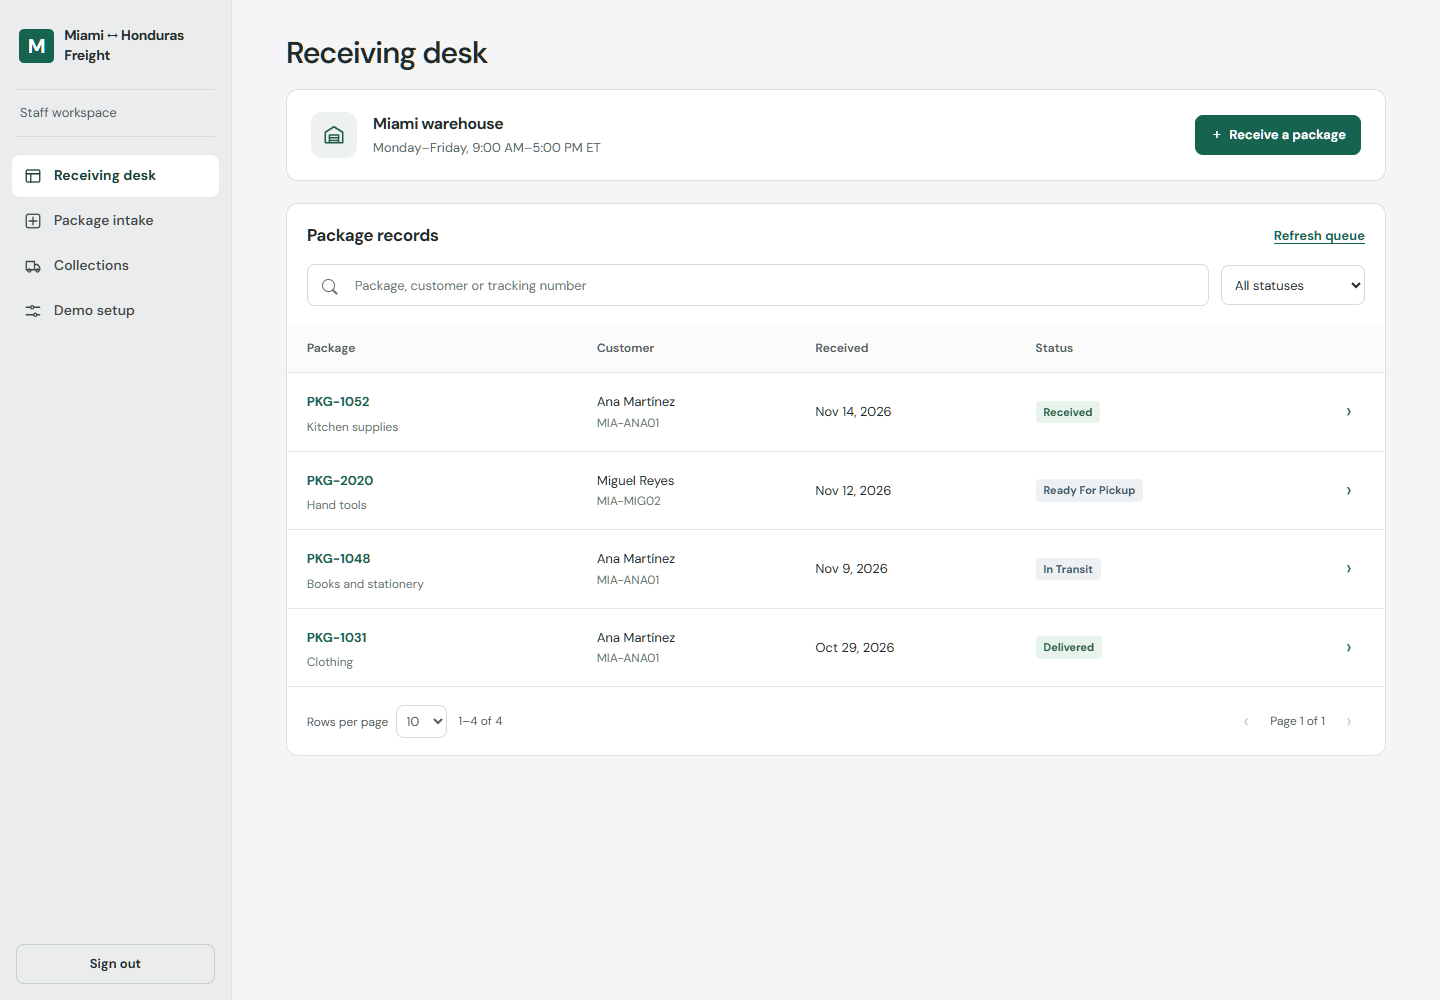 M
Miami ↔ Honduras
Freight
Staff workspace
Receiving desk
Package intake
Collections
Demo setup
Sign out
Receiving desk
Miami warehouse
Monday–Friday, 9:00 AM–5:00 PM ET
+ Receive a package
Package records
Refresh queue
Package, customer or tracking number
All statuses
Package Customer Received Status
PKG-1052
Kitchen supplies
Ana Martínez
MIA-ANA01
Nov 14, 2026
Received
›
PKG-2020
Hand tools
Miguel Reyes
MIA-MIG02
Nov 12, 2026
Ready For Pickup
›
PKG-1048
Books and stationery
Ana Martínez
MIA-ANA01
Nov 9, 2026
In Transit
›
PKG-1031
Clothing
Ana Martínez
MIA-ANA01
Oct 29, 2026
Delivered
›
Rows per page 10 1–4 of 4
‹ Page 1 of 1 ›